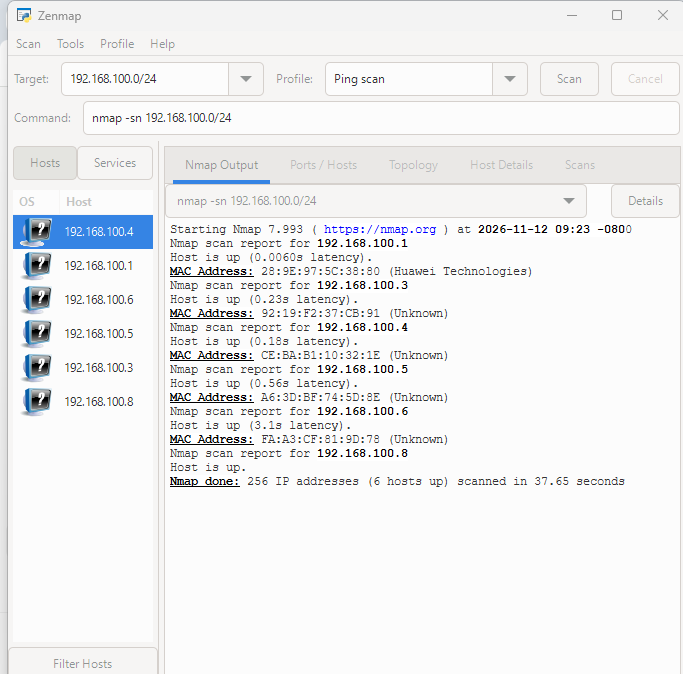 Zenmap
Scan Tools Profile Help
Target: 192.168.100.0/24 Profile: Ping scan Scan Cancel
Command: nmap -sn 192.168.100.0/24
Hosts Services
OS Host
192.168.100.4
192.168.100.1
192.168.100.6
192.168.100.5
192.168.100.3
192.168.100.8
Filter Hosts
Nmap Output Ports / Hosts Topology Host Details Scans
nmap -sn 192.168.100.0/24 Details
Starting Nmap 7.993 ( https://nmap.org ) at 2026-11-12 09:23 -0800
Nmap scan report for 192.168.100.1
Host is up (0.0060s latency).
MAC Address: 28:9E:97:5C:38:80 (Huawei Technologies)
Nmap scan report for 192.168.100.3
Host is up (0.23s latency).
MAC Address: 92:19:F2:37:CB:91 (Unknown)
Nmap scan report for 192.168.100.4
Host is up (0.18s latency).
MAC Address: CE:BA:B1:10:32:1E (Unknown)
Nmap scan report for 192.168.100.5
Host is up (0.56s latency).
MAC Address: A6:3D:BF:74:5D:8E (Unknown)
Nmap scan report for 192.168.100.6
Host is up (3.1s latency).
MAC Address: FA:A3:CF:81:9D:78 (Unknown)
Nmap scan report for 192.168.100.8
Host is up.
Nmap done: 256 IP addresses (6 hosts up) scanned in 37.65 seconds